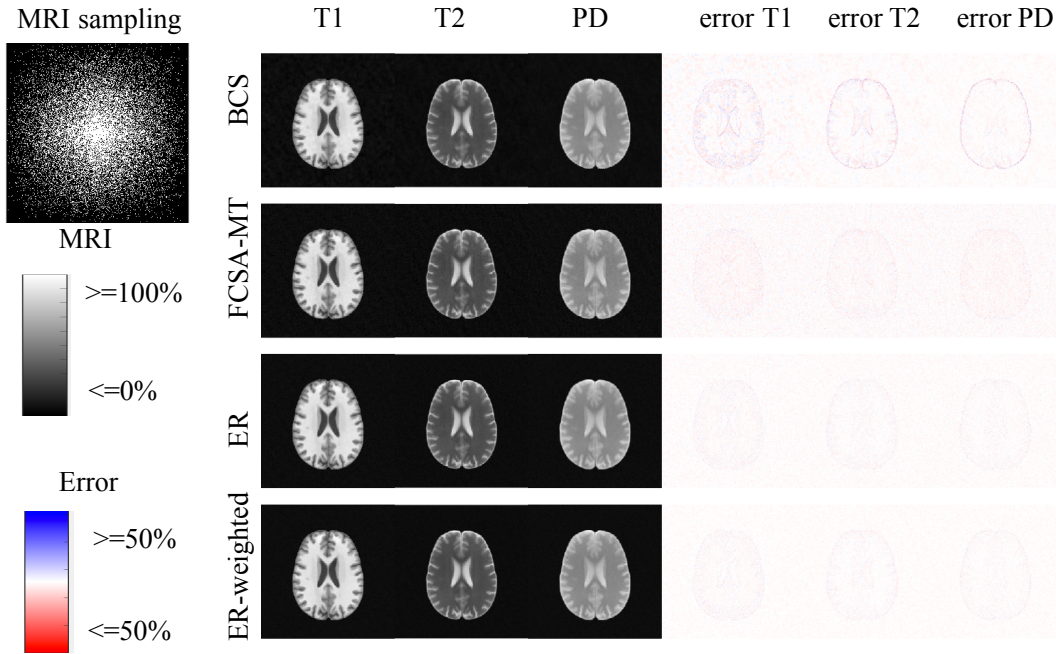 MRI sampling
T1
T2
PD
error T1
error T2
error PD
BCS
FCSA-MT
ER
ER-weighted
MRI
>=100%
<=0%
Error
>=50%
<=50%